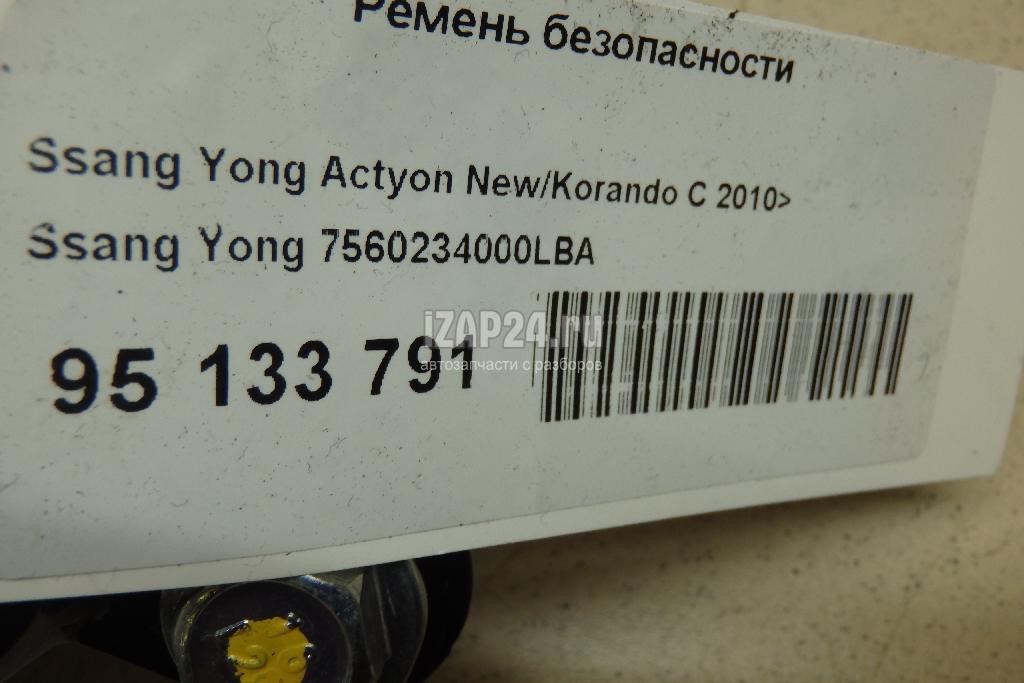 Ремень безопасности
Ssang Yong Actyon New/Korando C 2010>
Ssang Yong 7560234000LBA
95 133 791
iZAP24.ru
автозапчасти с разборов